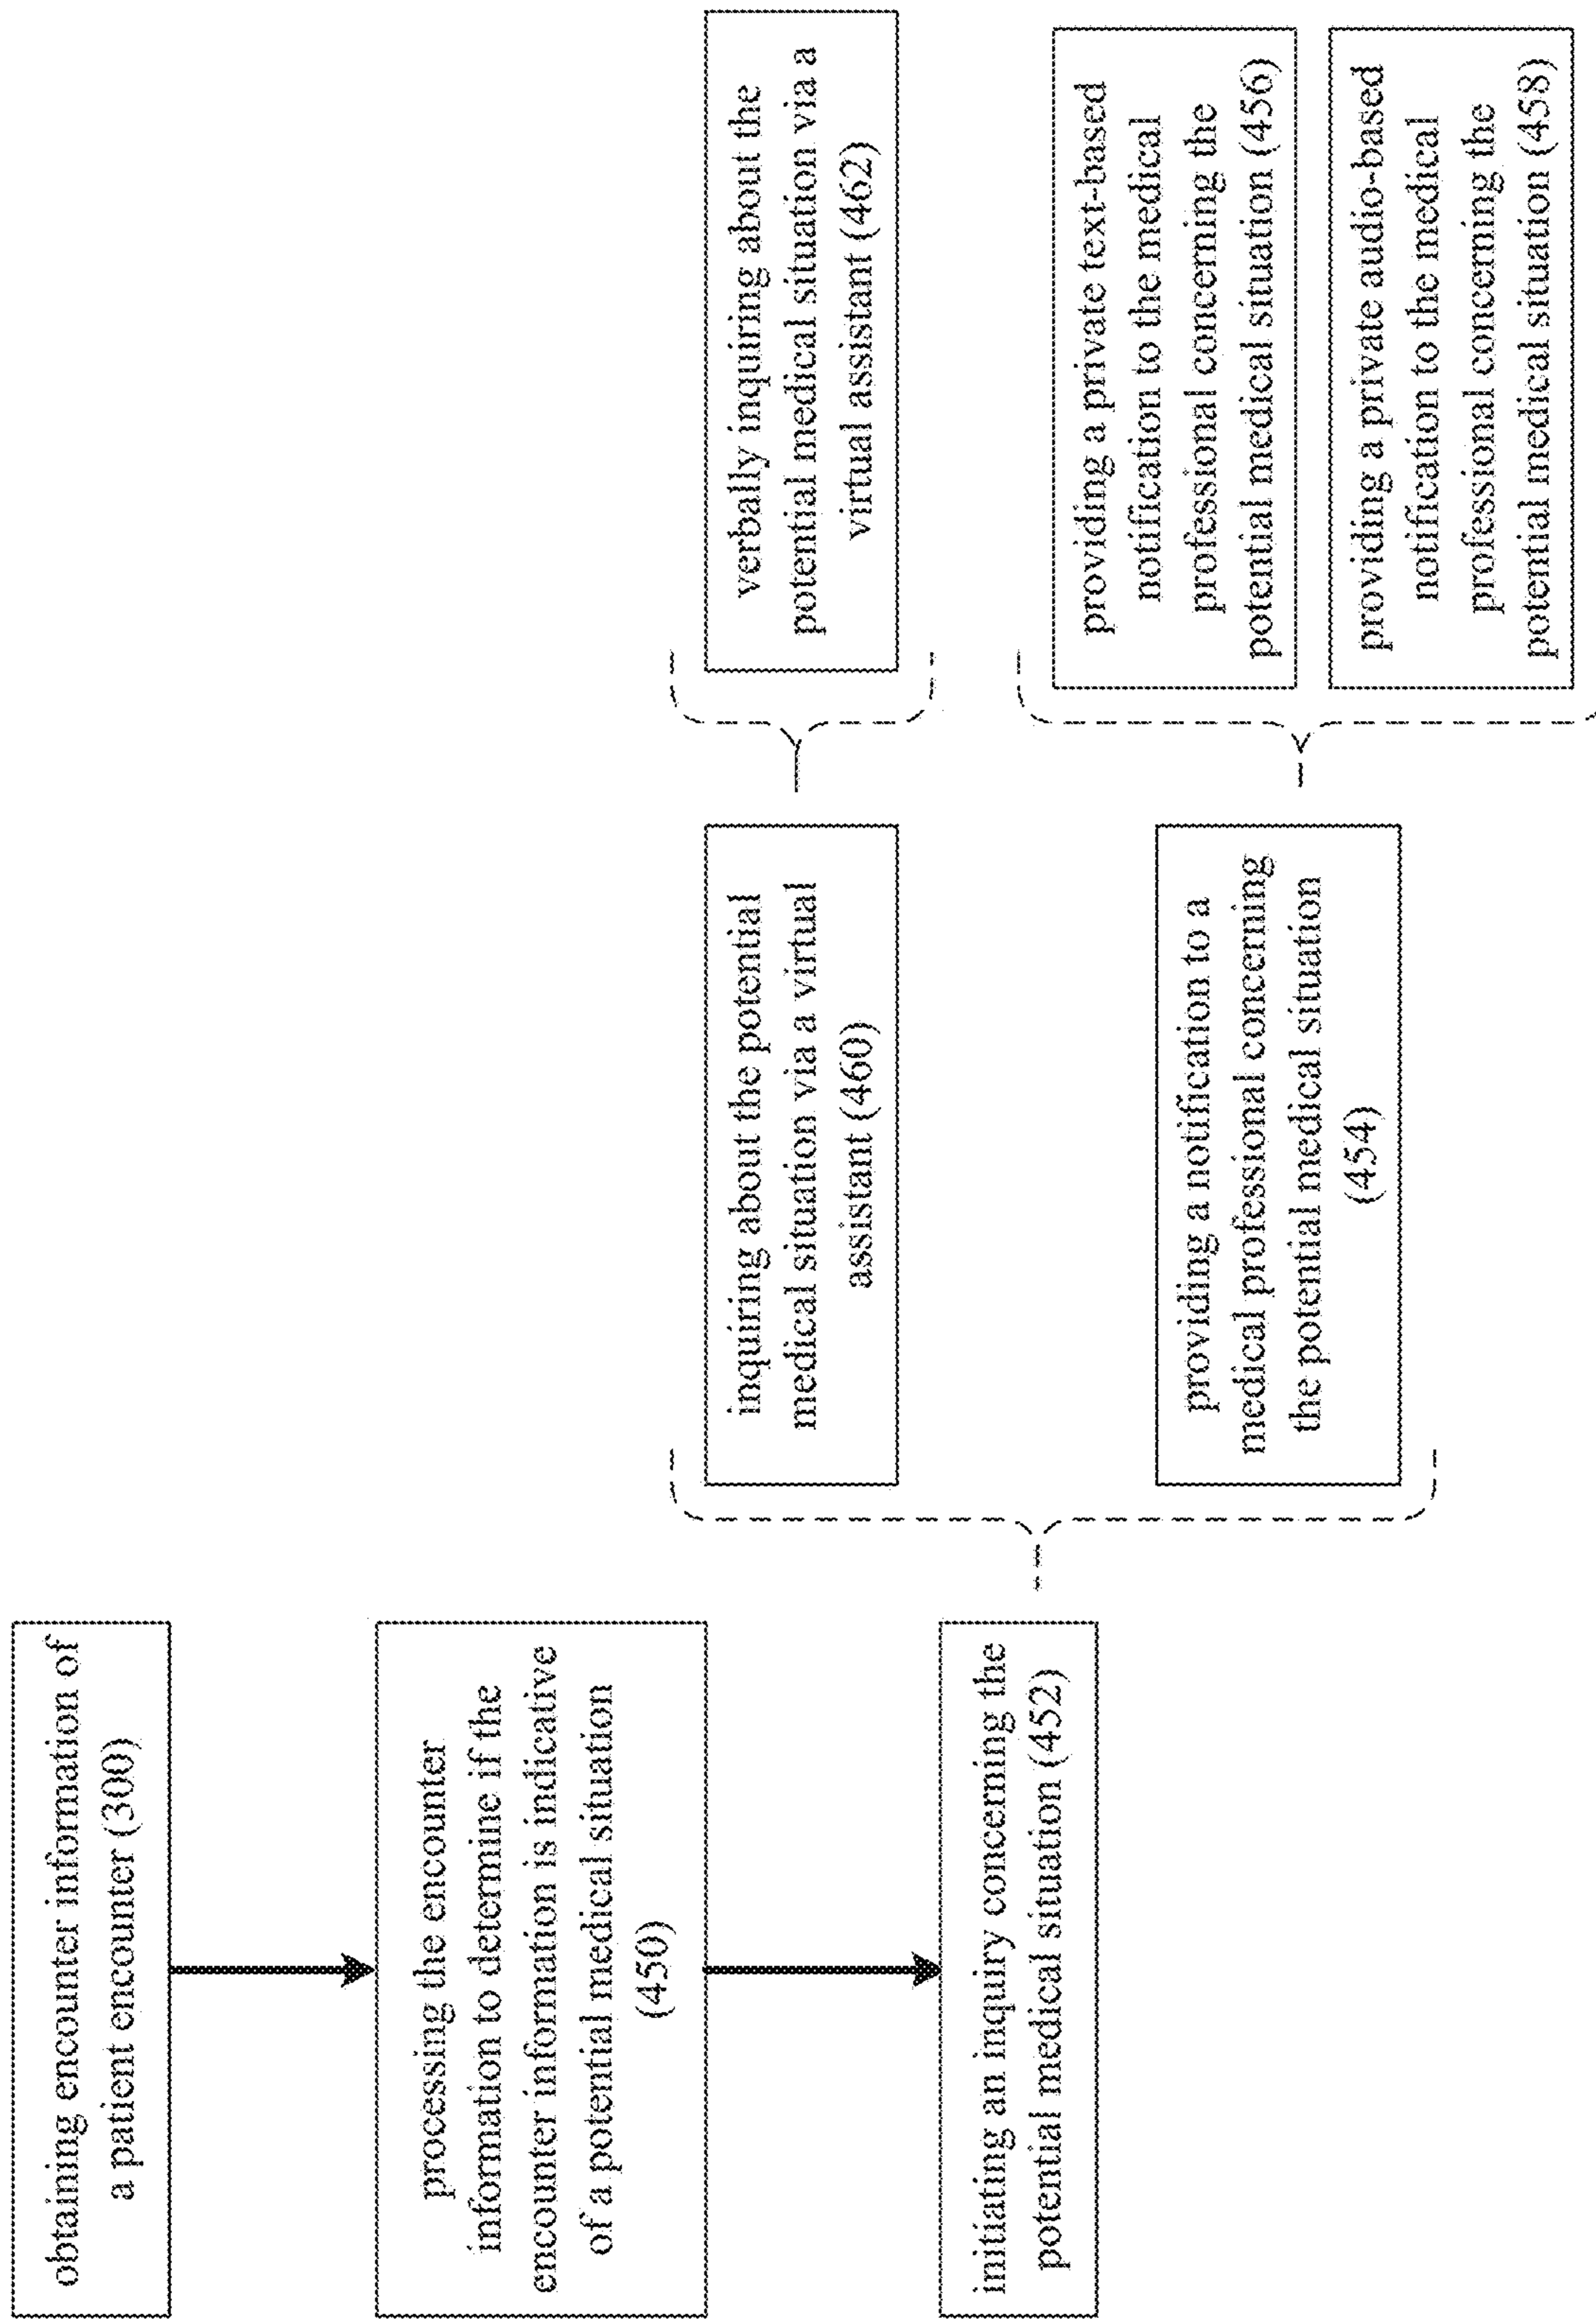 obtaining encounter information of
a patient encounter (300)
processing the encounter
information to determine if the
encounter information is indicative
of a potential medical situation
(450)
initiating an inquiry concerning the
potential medical situation (452)
inquiring about the potential
medical situation via a virtual
assistant (460)
providing a notification to a
medical professional concerning
the potential medical situation
(454)
verbally inquiring about the
potential medical situation via a
virtual assistant (462)
providing a private text-based
notification to the medical
professional concerning the
potential medical situation (456)
providing a private audio-based
notification to the medical
professional concerning the
potential medical situation (458)